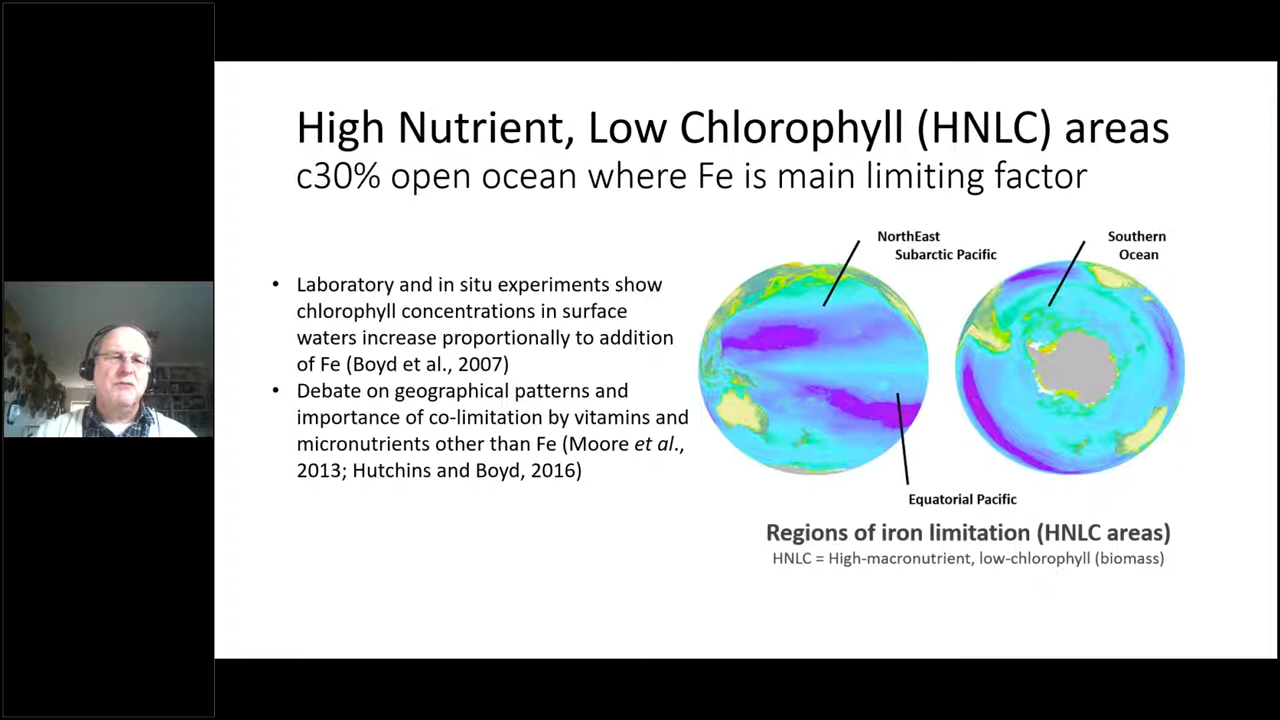 High Nutrient, Low Chlorophyll (HNLC) areas
c30% open ocean where Fe is main limiting factor
• Laboratory and in situ experiments show
chlorophyll concentrations in surface
waters increase proportionally to addition
of Fe (Boyd et al., 2007)
• Debate on geographical patterns and
importance of co-limitation by vitamins and
micronutrients other than Fe (Moore et al.,
2013; Hutchins and Boyd, 2016)
NorthEast
Subarctic Pacific
Southern
Ocean
Equatorial Pacific
Regions of iron limitation (HNLC areas)
HNLC = High-macronutrient, low-chlorophyll (biomass)